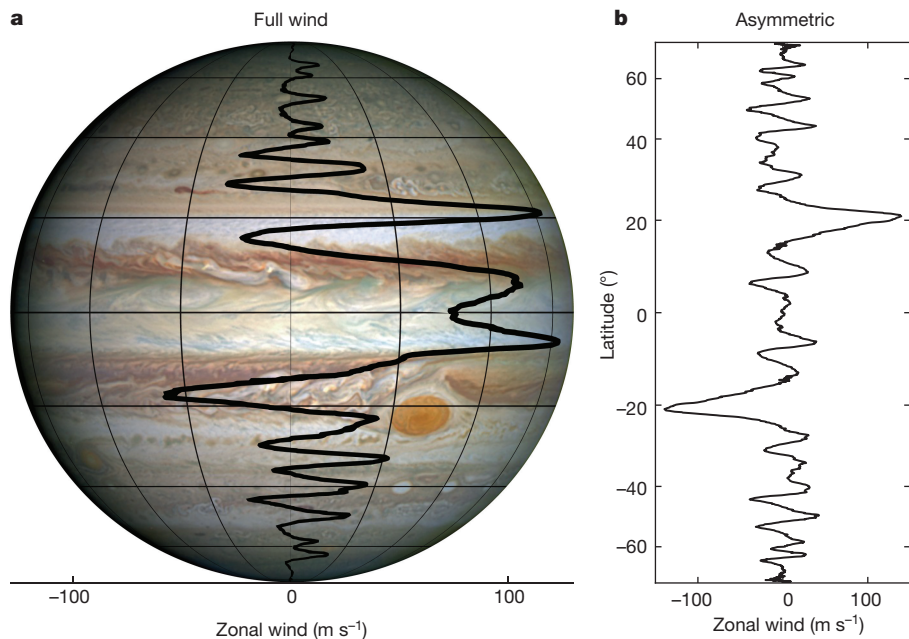 a
Full wind
−100
0
100
Zonal wind (m s⁻¹)
b
Asymmetric
60
40
20
0
−20
−40
−60
Latitude (°)
−100
0
100
Zonal wind (m s⁻¹)